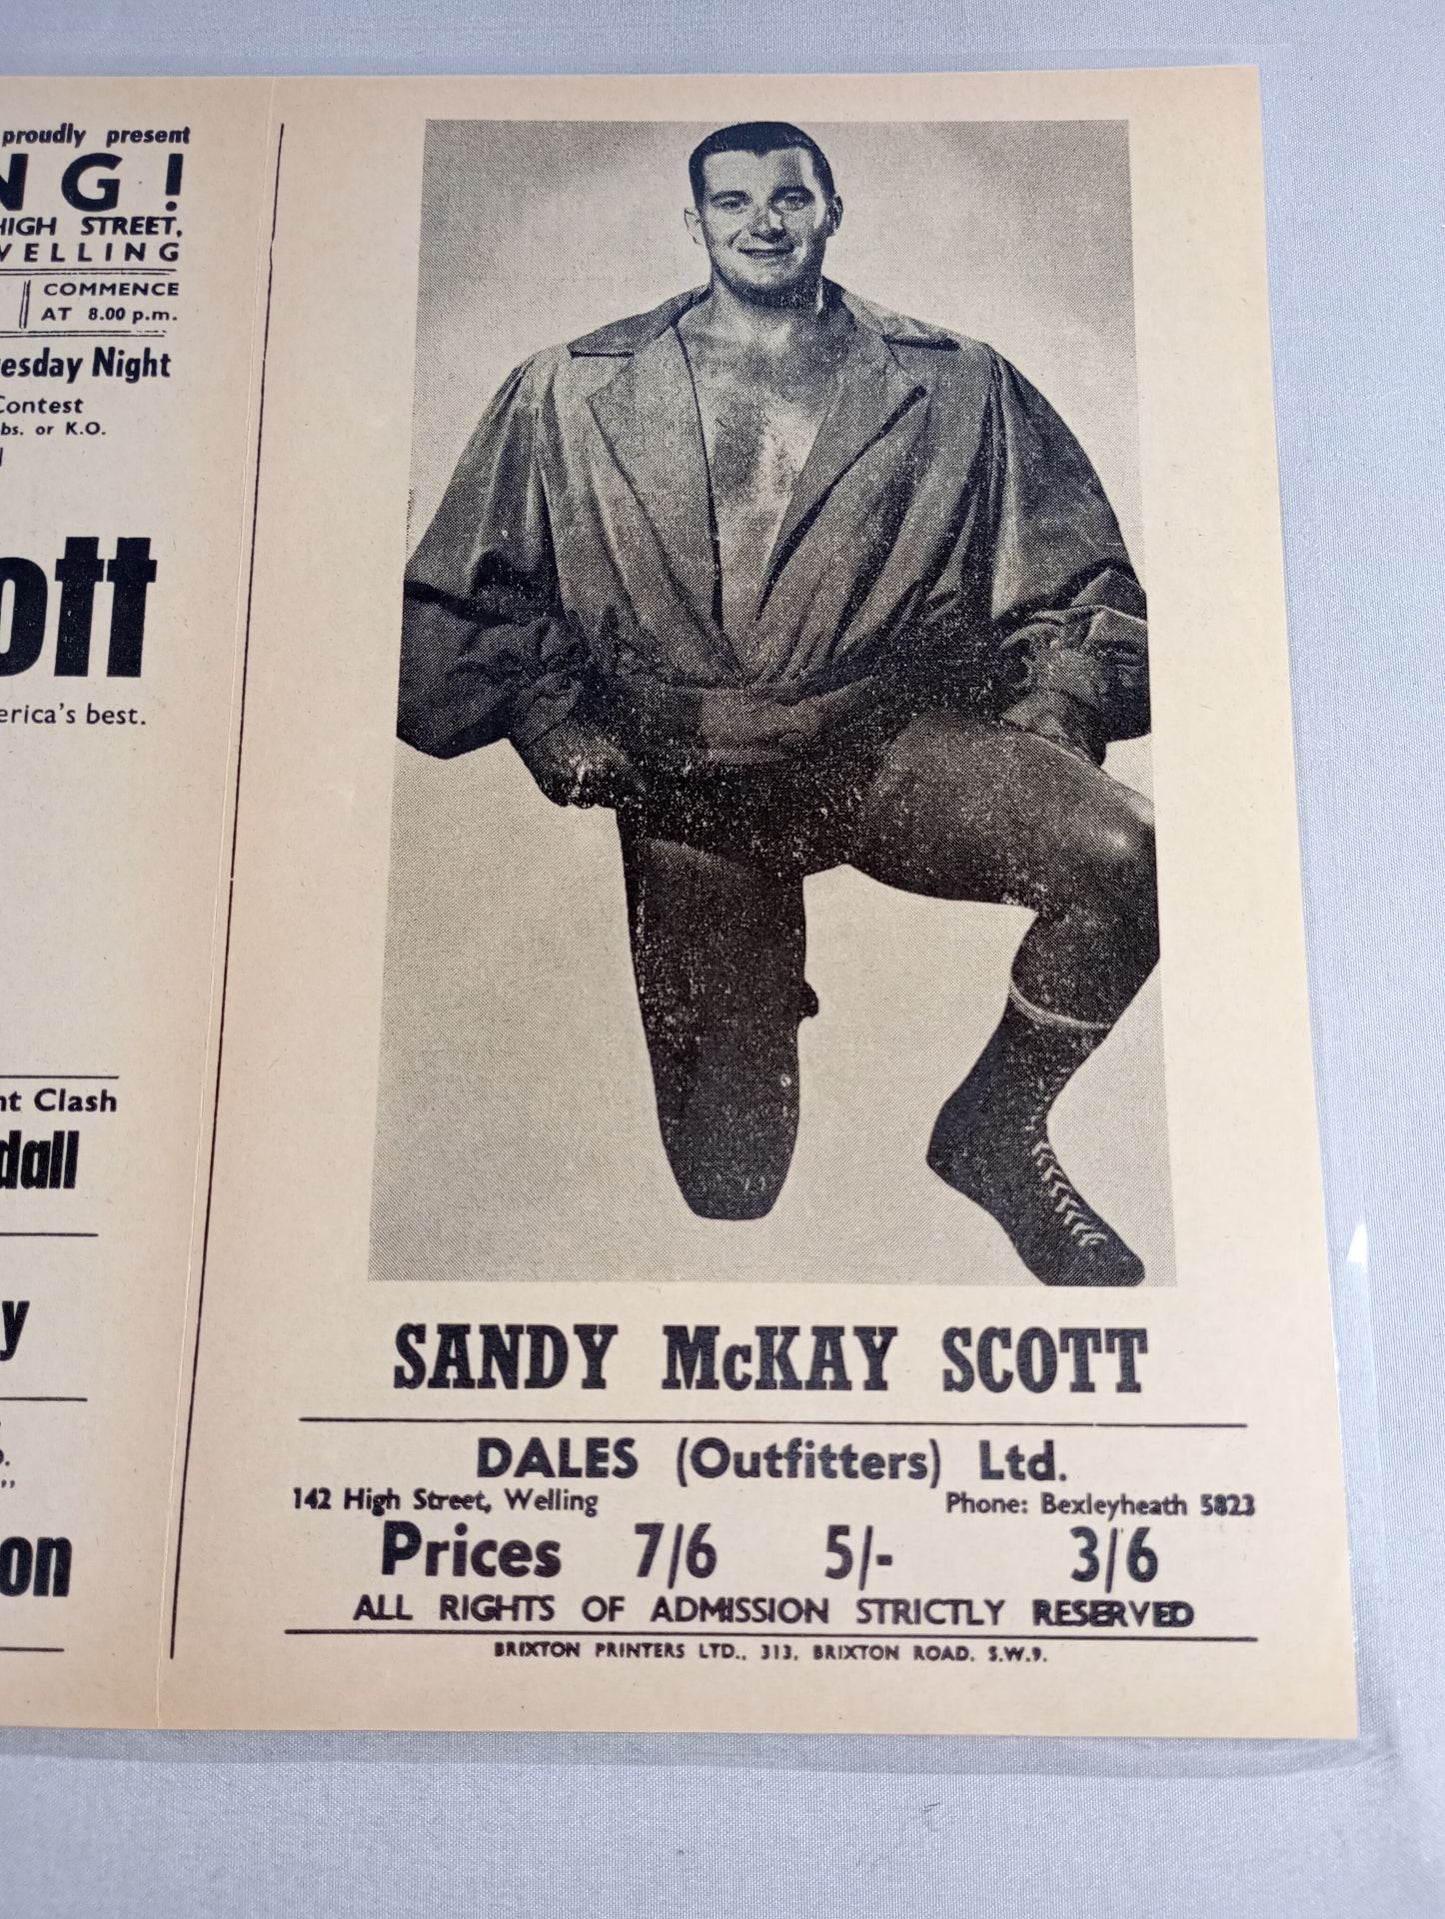 proudly present
NG!
HIGH STREET,
WELLING
COMMENCE
AT 8.00 p.m.
esday Night
Contest
bs. or K.O.
ott
erica's best.
nt Clash
dall
y
on
SANDY McKAY SCOTT
DALES (Outfitters) Ltd.
142 High Street, Welling Phone: Bexleyheath 5823
Prices 7/6 5/- 3/6
ALL RIGHTS OF ADMISSION STRICTLY RESERVED
BRIXTON PRINTERS LTD., 313, BRIXTON ROAD, S.W.9.